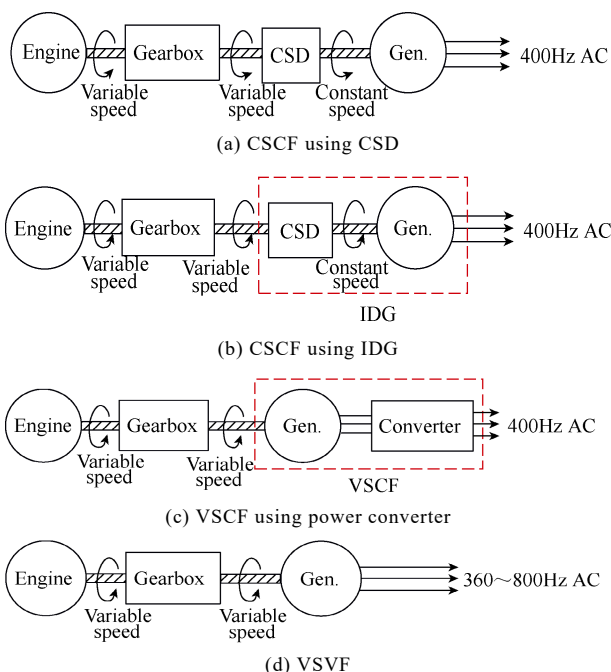 Engine Gearbox CSD Gen. 400Hz AC
Variable speed Variable speed Constant speed
(a) CSCF using CSD
Engine Gearbox CSD Gen. 400Hz AC
Variable speed Variable speed Constant speed
IDG
(b) CSCF using IDG
Engine Gearbox Gen. Converter 400Hz AC
Variable speed Variable speed
VSCF
(c) VSCF using power converter
Engine Gearbox Gen. 360～800Hz AC
Variable speed Variable speed
(d) VSVF